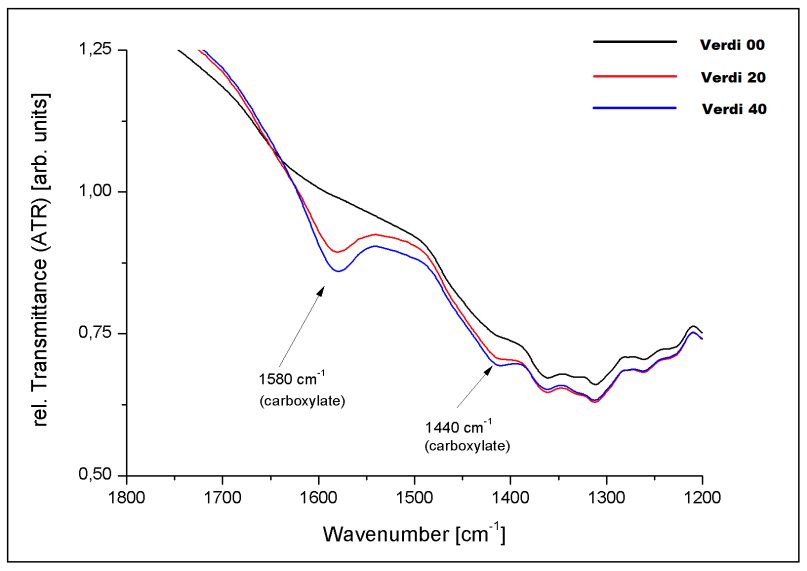 Verdi 00
Verdi 20
Verdi 40
1,25
1,00
0,75
0,50
rel. Transmittance (ATR) [arb. units]
1580 cm⁻¹
(carboxylate)
1440 cm⁻¹
(carboxylate)
1800 1700 1600 1500 1400 1300 1200
Wavenumber [cm⁻¹]